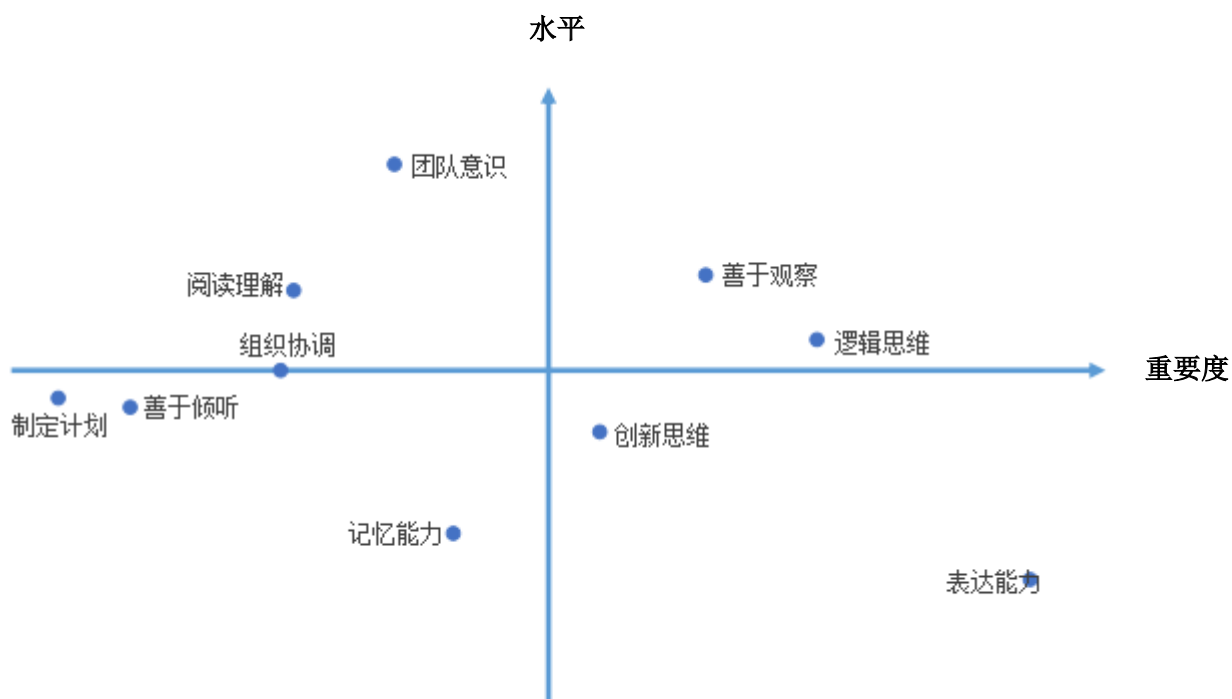 水平
团队意识
善于观察
阅读理解
组织协调
逻辑思维
重要度
善于倾听
制定计划
创新思维
记忆能力
表达能力